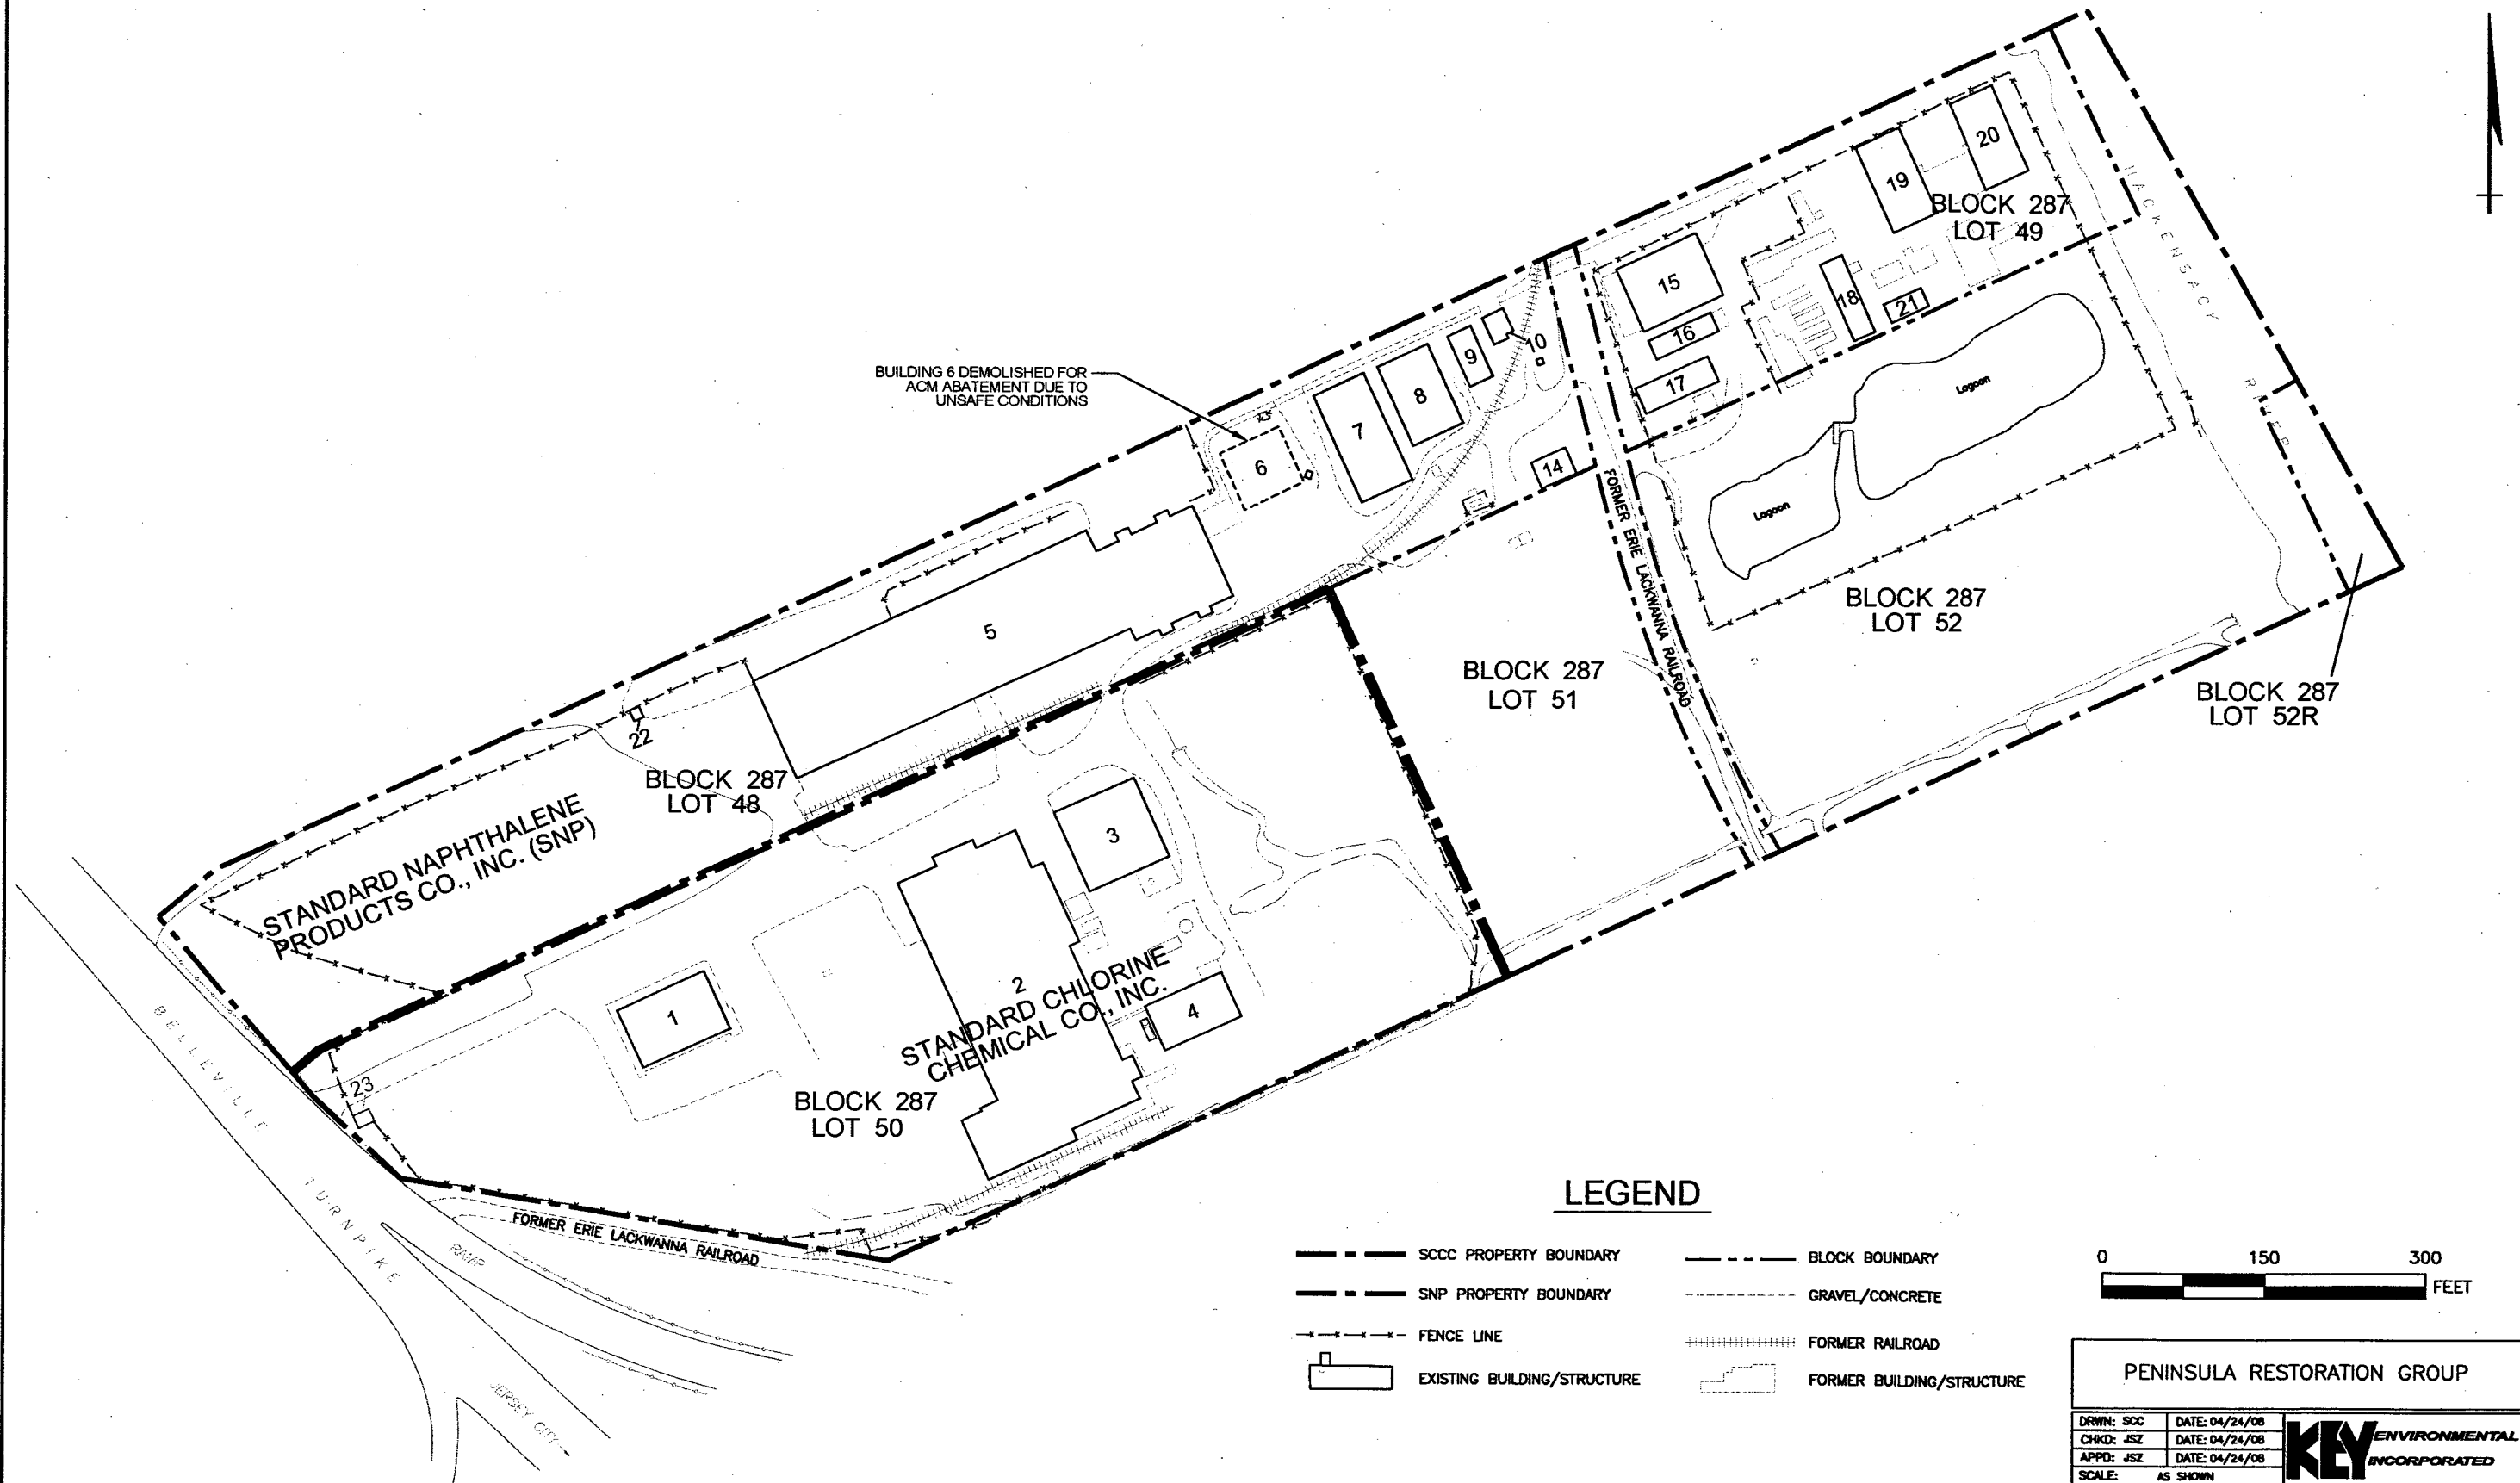 20
19
BLOCK 287
LOT 49
HACKENSACK
RIVER
15
18
21
16
10
9
17
8
7
BUILDING 6 DEMOLISHED FOR
ACM ABATEMENT DUE TO
UNSAFE CONDITIONS
6
14
Lagoon
Lagoon
FORMER ERIE LACKWANNA RAILROAD
BLOCK 287
LOT 52
5
BLOCK 287
LOT 51
BLOCK 287
LOT 52R
22
BLOCK 287
LOT 48
STANDARD NAPHTHALENE
PRODUCTS CO., INC. (SNP)
3
2
STANDARD CHLORINE
CHEMICAL CO., INC.
1
4
23
BLOCK 287
LOT 50
BELLEVILLE TURNPIKE
FORMER ERIE LACKWANNA RAILROAD
RAMP
JERSEY CITY
LEGEND
SCCC PROPERTY BOUNDARY
SNP PROPERTY BOUNDARY
FENCE LINE
EXISTING BUILDING/STRUCTURE
BLOCK BOUNDARY
GRAVEL/CONCRETE
FORMER RAILROAD
FORMER BUILDING/STRUCTURE
0 150 300
FEET
PENINSULA RESTORATION GROUP
DRWN: SCC DATE: 04/24/08
CHKD: JSZ DATE: 04/24/08
APPD: JSZ DATE: 04/24/08
SCALE: AS SHOWN
KEY ENVIRONMENTAL
INCORPORATED